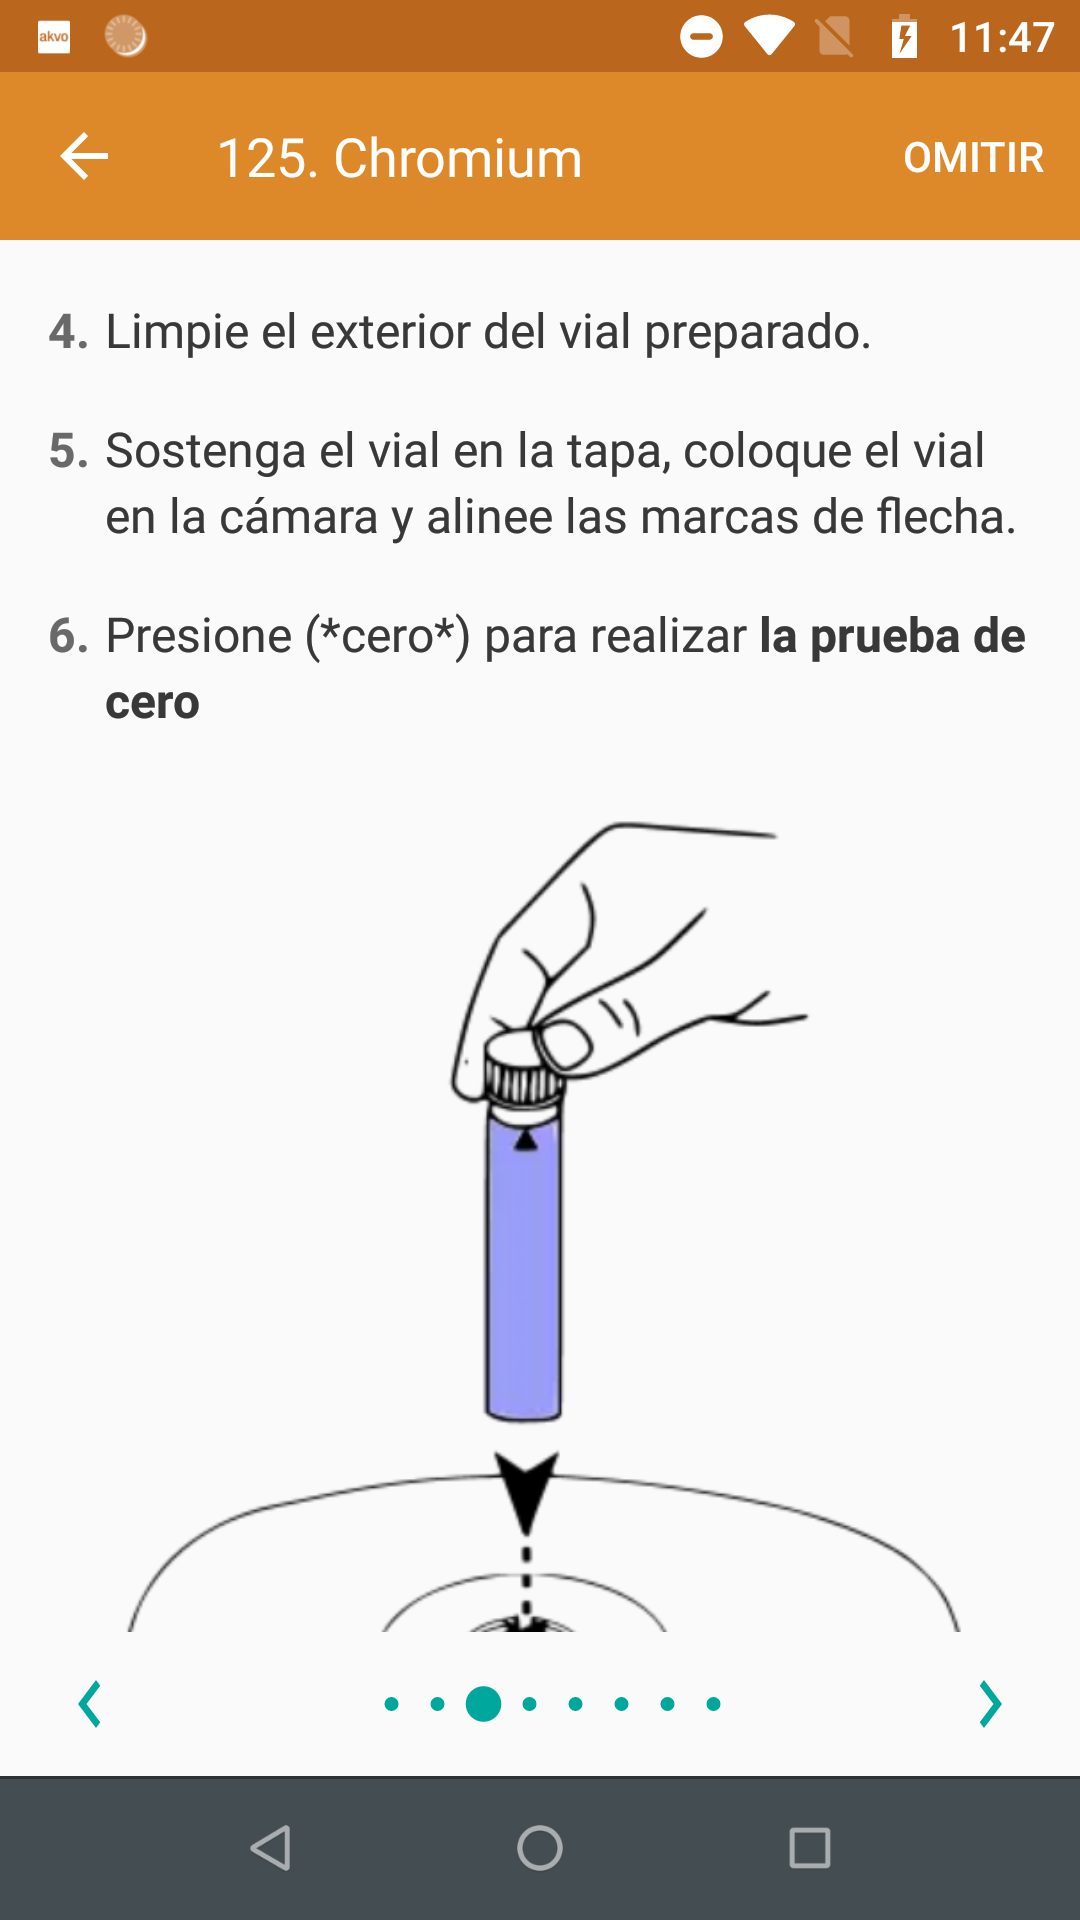 akvo
11:47
125. Chromium
OMITIR
4. Limpie el exterior del vial preparado.
5. Sostenga el vial en la tapa, coloque el vial
en la cámara y alinee las marcas de flecha.
6. Presione (*cero*) para realizar la prueba de
cero